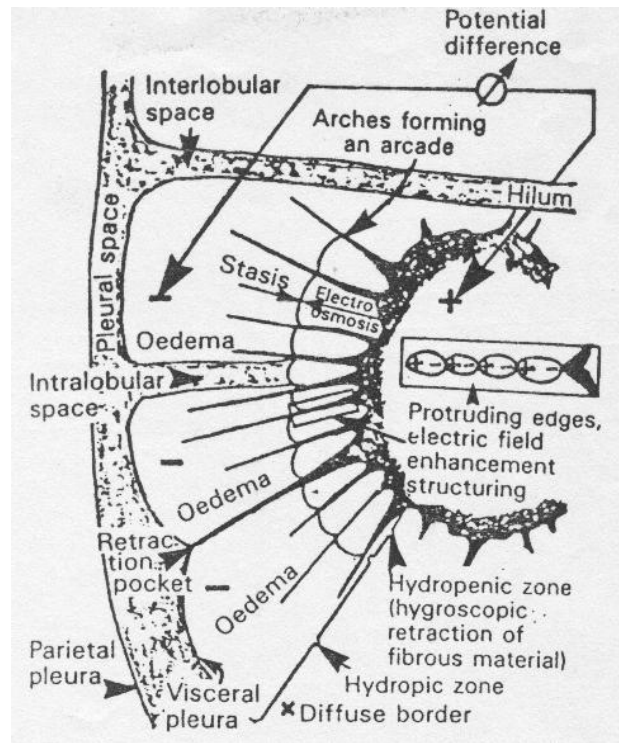 Potential
difference
Interlobular
space
Arches forming
an arcade
Hilum
Pleural space
Stasis
Electro
osmosis
+
−
Oedema
Intralobular
space
Protruding edges,
electric field
enhancement
structuring
−
Oedema
Retrac
tion
pocket
−
Oedema
Hydropenic zone
(hygroscopic
retraction of
fibrous material)
Parietal
pleura
Visceral
pleura
Hydropic zone
× Diffuse border